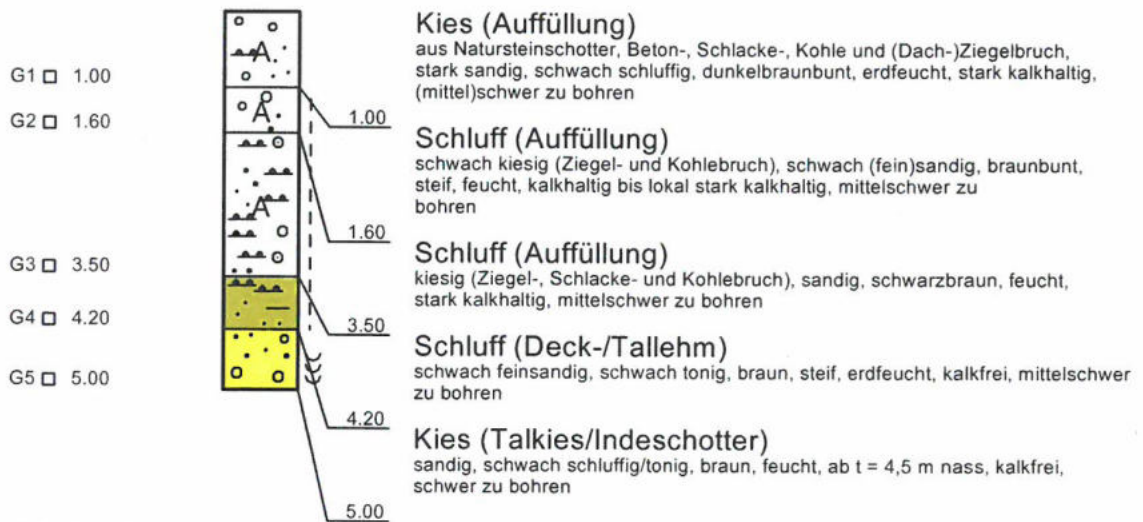 Kies (Auffüllung)
aus Natursteinschotter, Beton-, Schlacke-, Kohle und (Dach-)Ziegelbruch,
stark sandig, schwach schluffig, dunkelbraunbunt, erdfeucht, stark kalkhaltig,
(mittel)schwer zu bohren
A
G1 1.00
1.00
G2 1.60
A
Schluff (Auffüllung)
schwach kiesig (Ziegel- und Kohlebruch), schwach (fein)sandig, braunbunt,
steif, feucht, kalkhaltig bis lokal stark kalkhaltig, mittelschwer zu
bohren
A
1.60
Schluff (Auffüllung)
kiesig (Ziegel-, Schlacke- und Kohlebruch), sandig, schwarzbraun, feucht,
stark kalkhaltig, mittelschwer zu bohren
G3 3.50
G4 4.20
3.50
Schluff (Deck-/Tallehm)
schwach feinsandig, schwach tonig, braun, steif, erdfeucht, kalkfrei, mittelschwer
zu bohren
G5 5.00
4.20
Kies (Talkies/Indeschotter)
sandig, schwach schluffig/tonig, braun, feucht, ab t = 4,5 m nass, kalkfrei,
schwer zu bohren
5.00